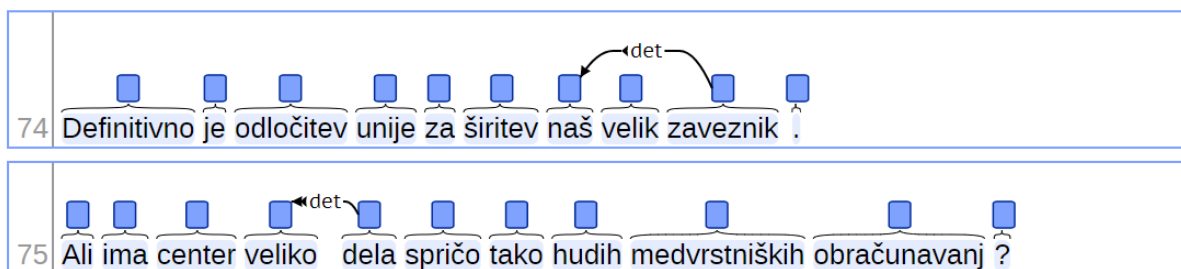 det
74 Definitivno je odločitev unije za širitev naš velik zaveznik .
det
75 Ali ima center veliko dela spričo tako hudih medvrstniških obračunavanj ?